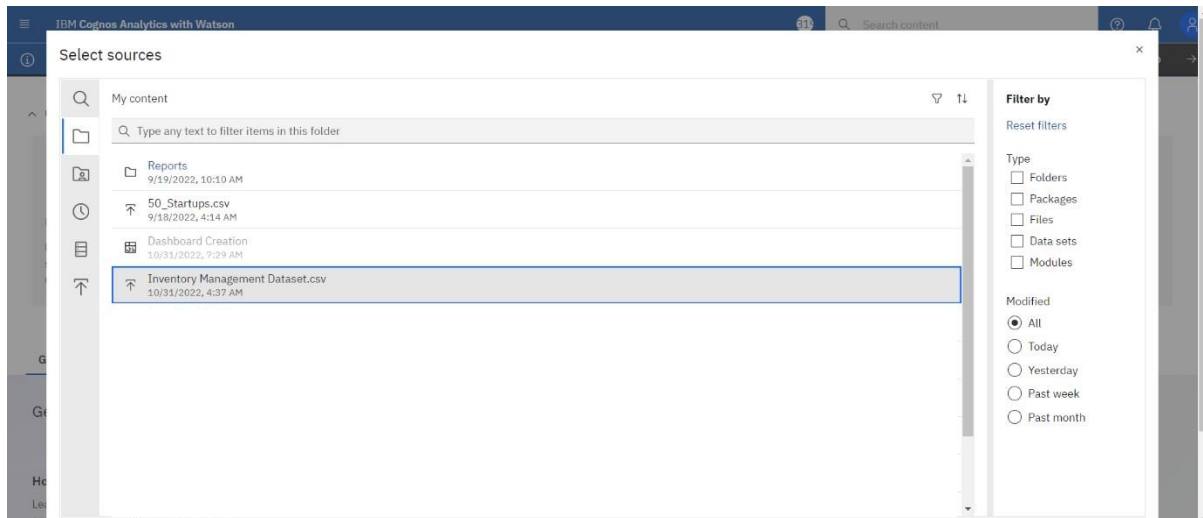 IBM Cognos Analytics with Watson
Search content
Select sources
My content
Type any text to filter items in this folder
Reports
9/19/2022, 10:10 AM
50_Startups.csv
9/18/2022, 4:14 AM
Dashboard Creation
10/31/2022, 7:29 AM
Inventory Management Dataset.csv
10/31/2022, 4:37 AM
Filter by
Reset filters
Type
Folders
Packages
Files
Data sets
Modules
Modified
All
Today
Yesterday
Past week
Past month
G
Ge
Ho
Lea